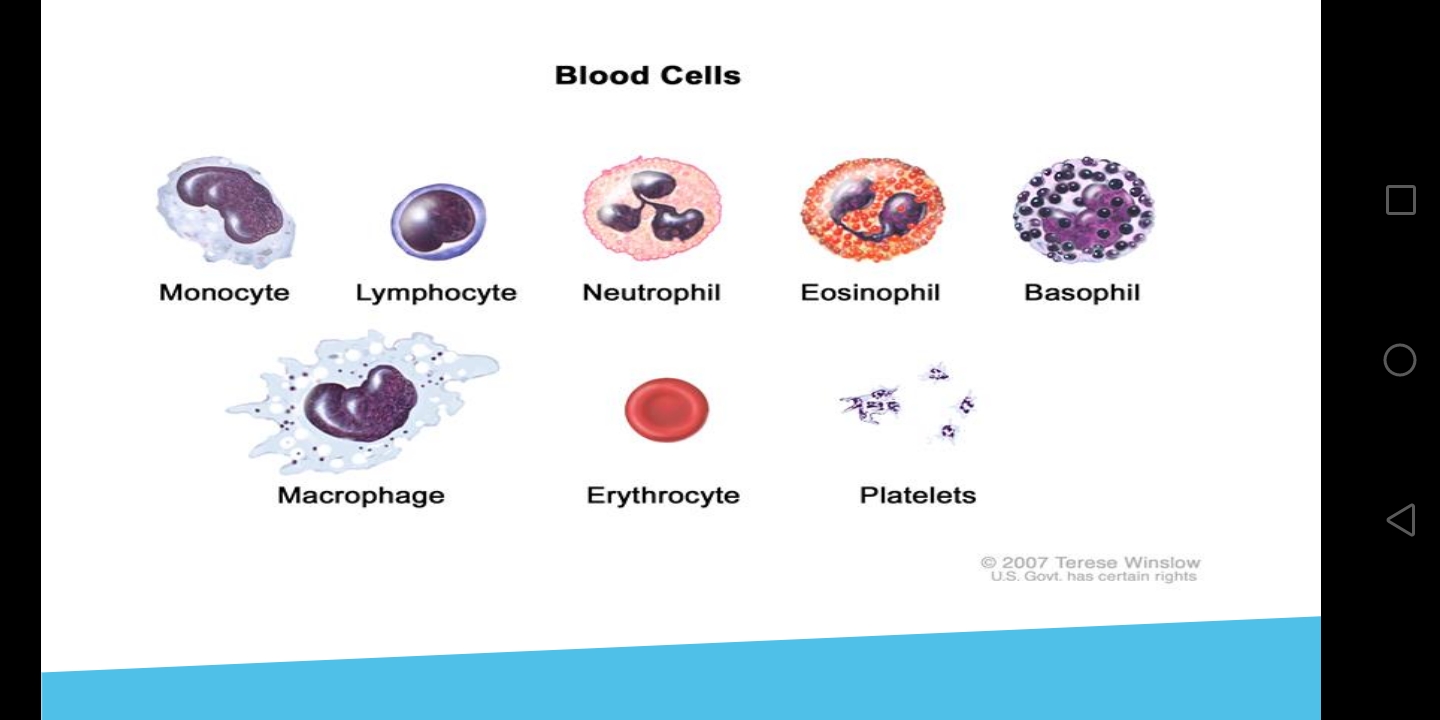 Blood Cells
Monocyte Lymphocyte Neutrophil Eosinophil Basophil
Macrophage Erythrocyte Platelets
© 2007 Terese Winslow
U.S. Govt. has certain rights